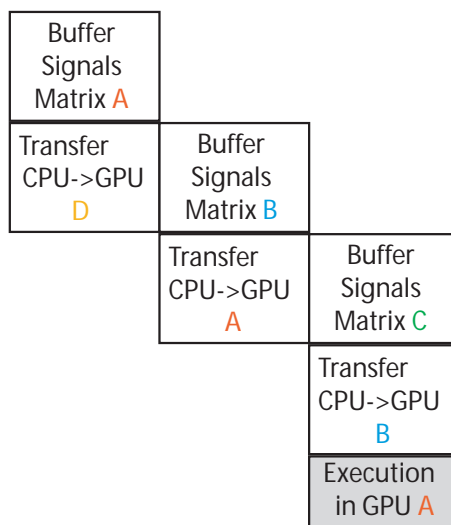 Buffer
Signals
Matrix A
Transfer
CPU->GPU
D
Buffer
Signals
Matrix B
Transfer
CPU->GPU
A
Buffer
Signals
Matrix C
Transfer
CPU->GPU
B
Execution
in GPU A